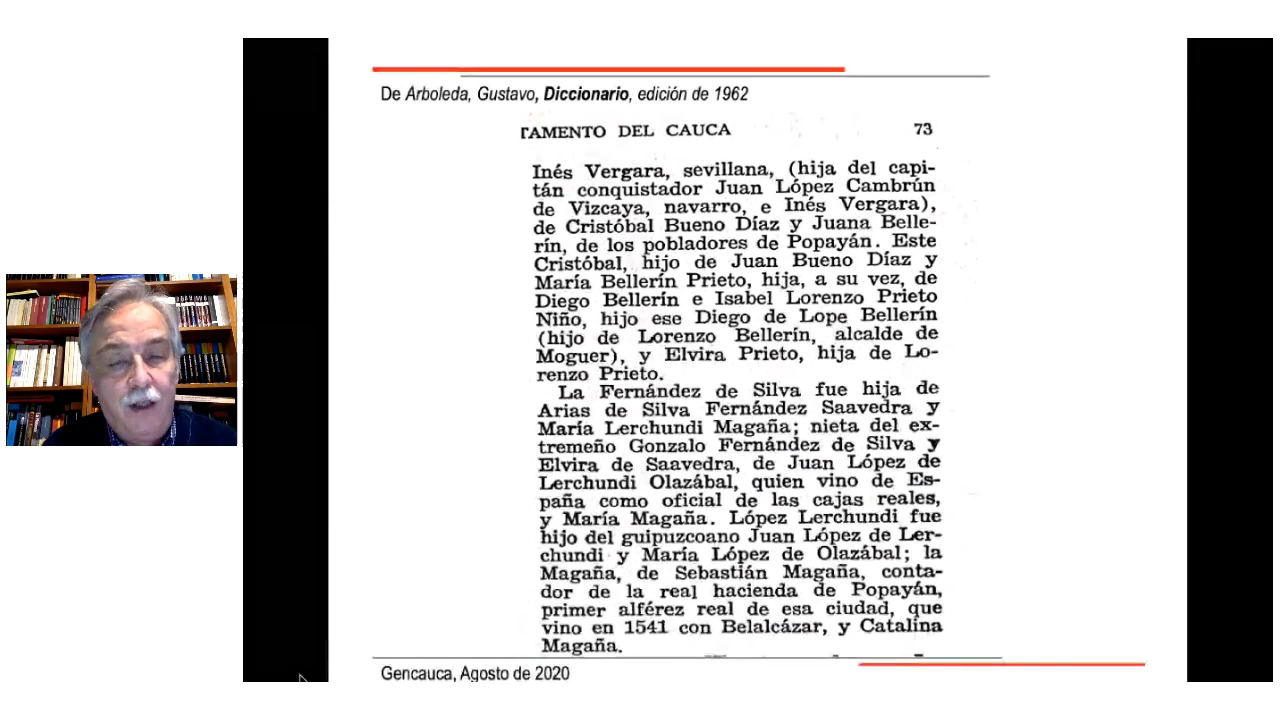 De Arboleda, Gustavo, Diccionario, edición de 1962
TAMENTO DEL CAUCA 73
Inés Vergara, sevillana, (hija del capi-
tán conquistador Juan López Cambrún
de Vizcaya, navarro, e Inés Vergara),
de Cristóbal Bueno Díaz y Juana Belle-
rín, de los pobladores de Popayán. Este
Cristóbal, hijo de Juan Bueno Díaz y
María Bellerín Prieto, hija, a su vez, de
Diego Bellerín e Isabel Lorenzo Prieto
Niño, hijo ese Diego de Lope Bellerín
(hijo de Lorenzo Bellerín, alcalde de
Moguer), y Elvira Prieto, hija de Lo-
renzo Prieto.
La Fernández de Silva fue hija de
Arias de Silva Fernández Saavedra y
María Lerchundi Magaña; nieta del ex-
tremeño Gonzalo Fernández de Silva y
Elvira de Saavedra, de Juan López de
Lerchundi Olazábal, quien vino de Es-
paña como oficial de las cajas reales,
y María Magaña. López Lerchundi fue
hijo del guipuzcoano Juan López de Ler-
chundi y María López de Olazábal; la
Magaña, de Sebastián Magaña, conta-
dor de la real hacienda de Popayán,
primer alférez real de esa ciudad, que
vino en 1541 con Belalcázar, y Catalina
Magaña.
Gencauca, Agosto de 2020